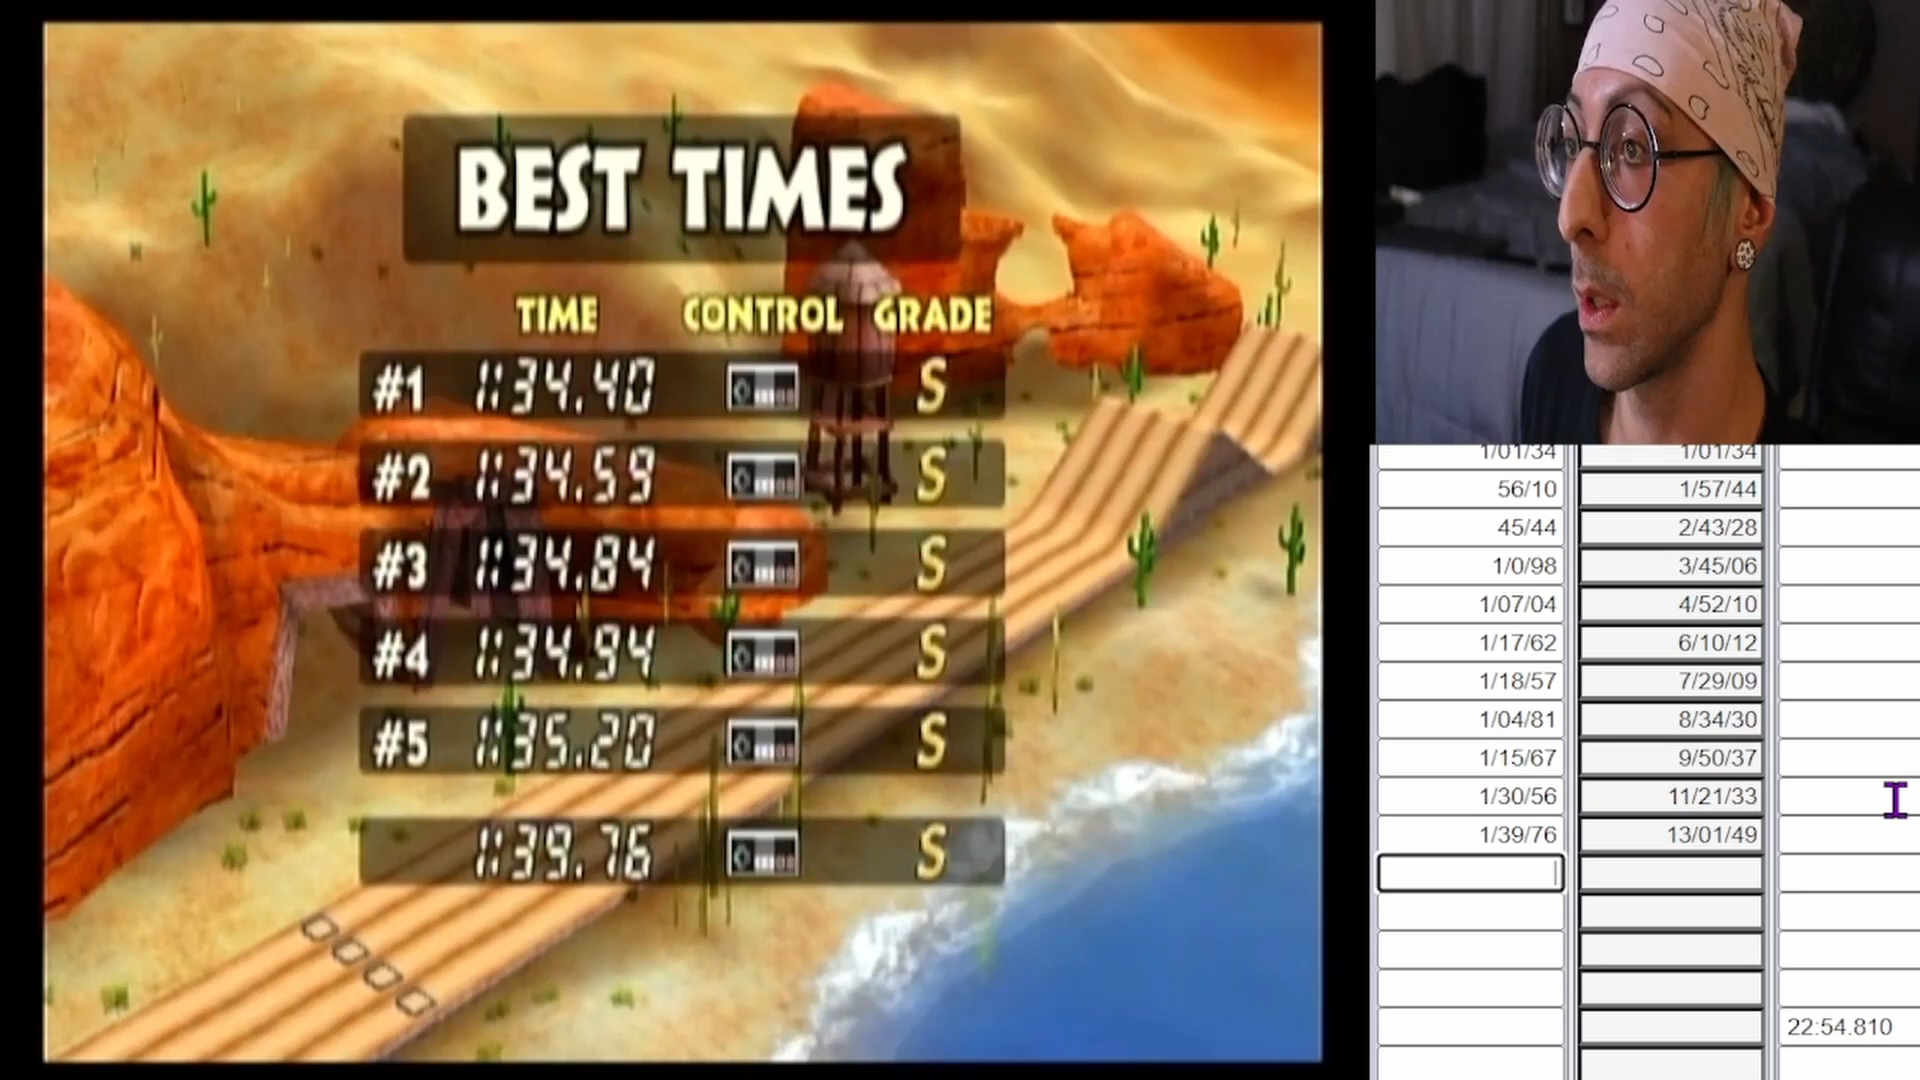 BEST TIMES
TIME CONTROL GRADE
#1 1:34.40 S
#2 1:34.59 S
#3 1:34.84 S
#4 1:34.94 S
#5 1:35.20 S
1:39.76 S
1/01/34 1/01/34
56/10 1/57/44
45/44 2/43/28
1/0/98 3/45/06
1/07/04 4/52/10
1/17/62 6/10/12
1/18/57 7/29/09
1/04/81 8/34/30
1/15/67 9/50/37
1/30/56 11/21/33
1/39/76 13/01/49
22:54.810